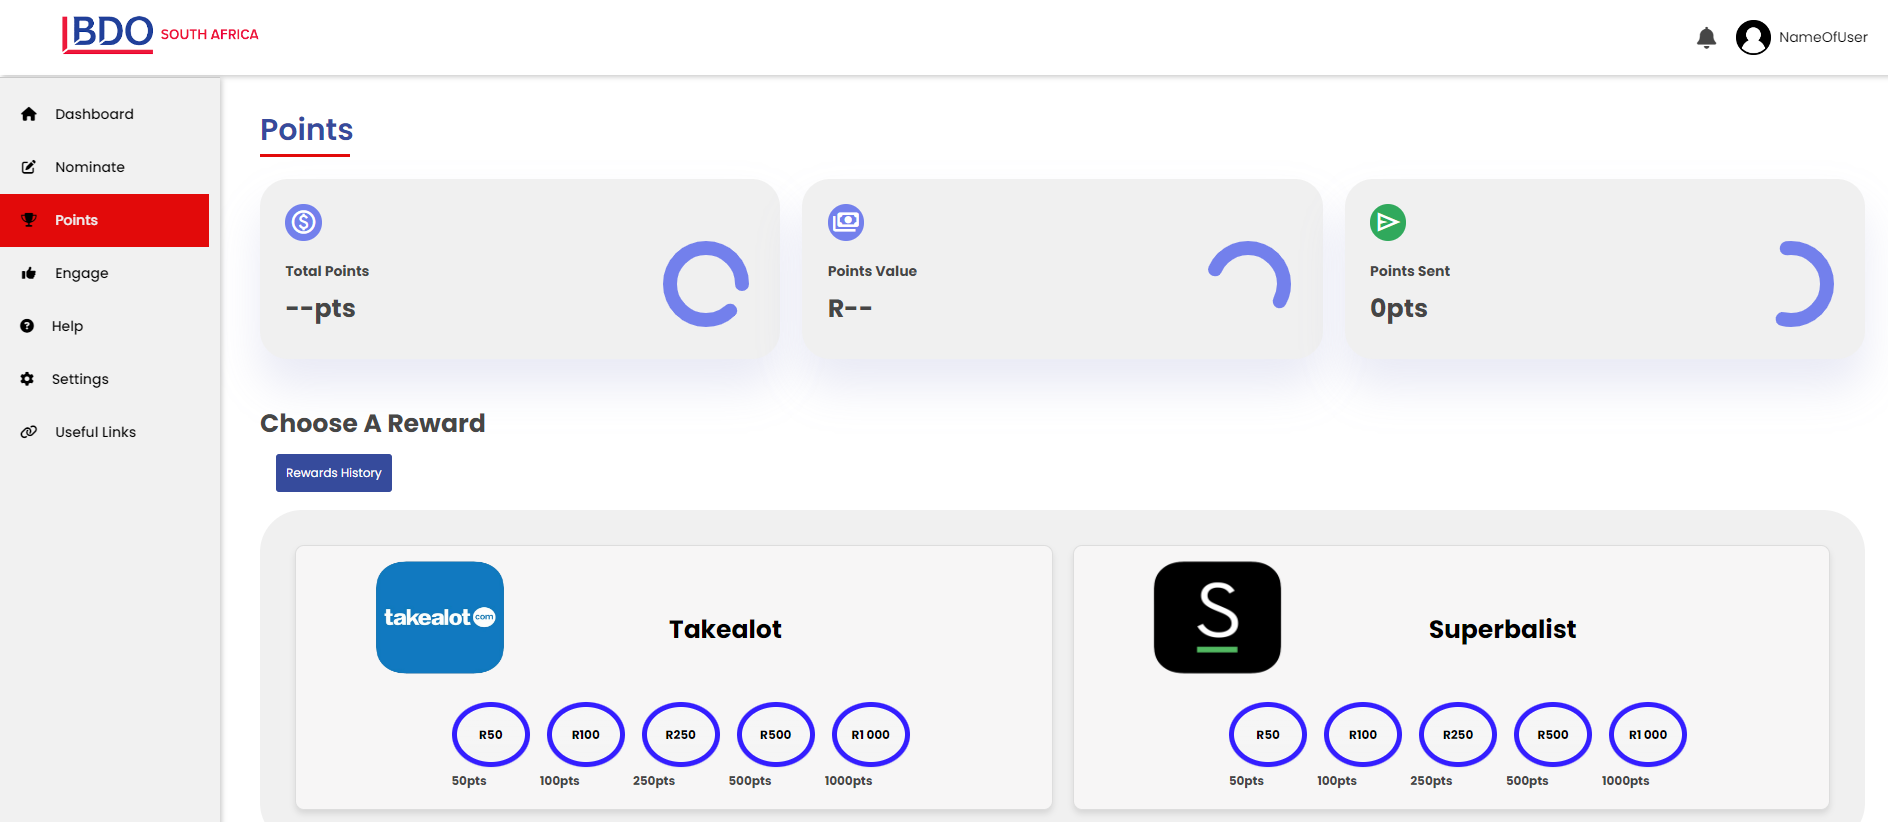 BDO SOUTH AFRICA
NameOfUser
Dashboard
Nominate
Points
Engage
Help
Settings
Useful Links
Points
Total Points
--pts
Points Value
R--
Points Sent
0pts
Choose A Reward
Rewards History
takealot com
Takealot
R50 R100 R250 R500 R1 000
50pts 100pts 250pts 500pts 1000pts
S
Superbalist
R50 R100 R250 R500 R1 000
50pts 100pts 250pts 500pts 1000pts